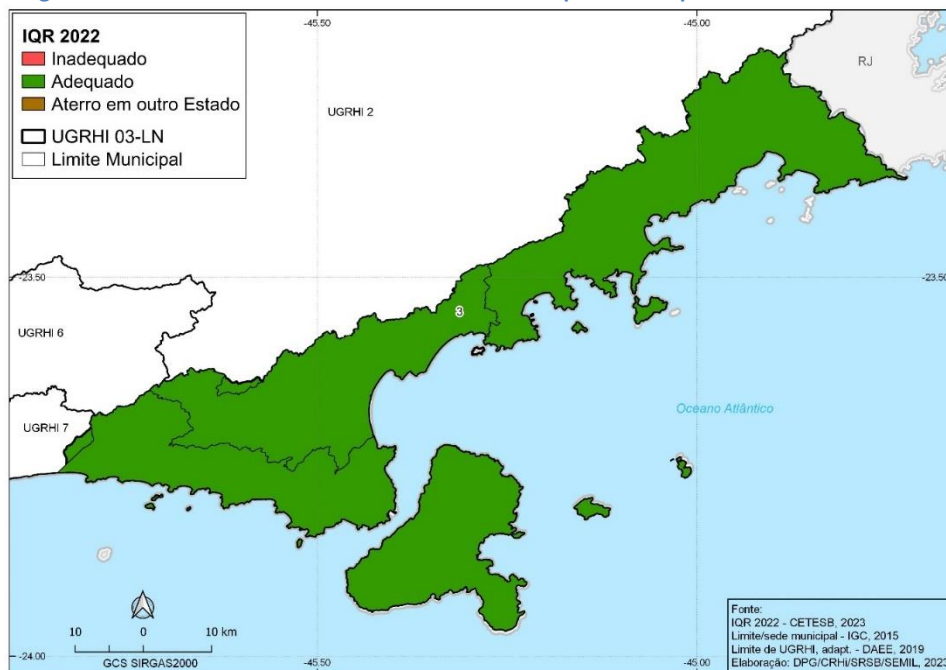 IQR 2022
Inadequado
Adequado
Aterro em outro Estado
UGRHI 03-LN
Limite Municipal
-45.50
-45.00
RJ
UGRHI 2
-23.50
-23.50
3
UGRHI 6
UGRHI 7
Oceano Atlântico
10 0 10 km
GCS SIRGAS2000
-24.00
-45.50
-45.00
Fonte:
IQR 2022 - CETESB, 2023
Limite/sede municipal - IGC, 2015
Limite de UGRHI, adapt. - DAEE, 2019
Elaboração: DPG/CRHi/SRSB/SEMIL, 2023